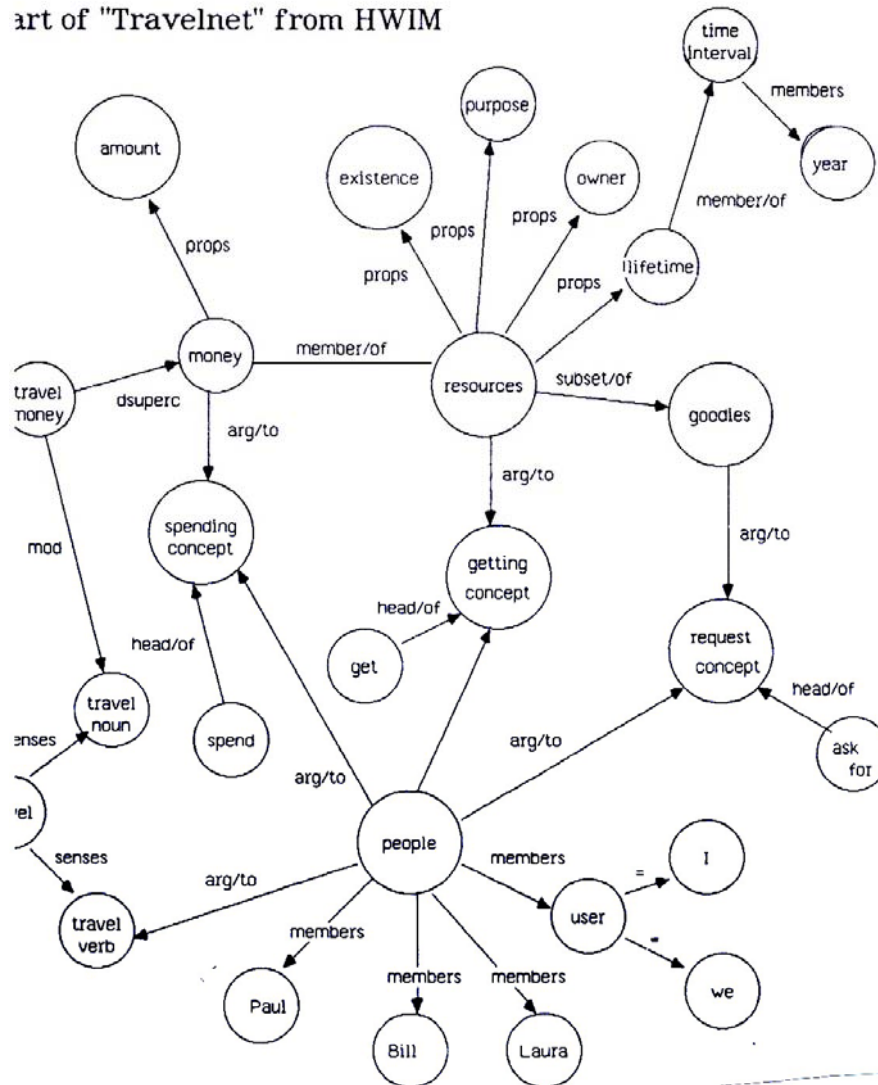 art of "Travelnet" from HWIM
time
interval
members
year
purpose
amount
existence
owner
member/of
props
props
props
lifetime
props
props
money
member/of
resources
subset/of
goodies
travel
money
dsuperc
arg/to
arg/to
spending
concept
mod
getting
concept
arg/to
head/of
get
request
concept
head/of
head/of
travel
noun
spend
arg/to
ask
for
enses
arg/to
vel
people
members
I
=
senses
arg/to
user
=
travel
verb
members
members
members
we
Paul
Bill
Laura